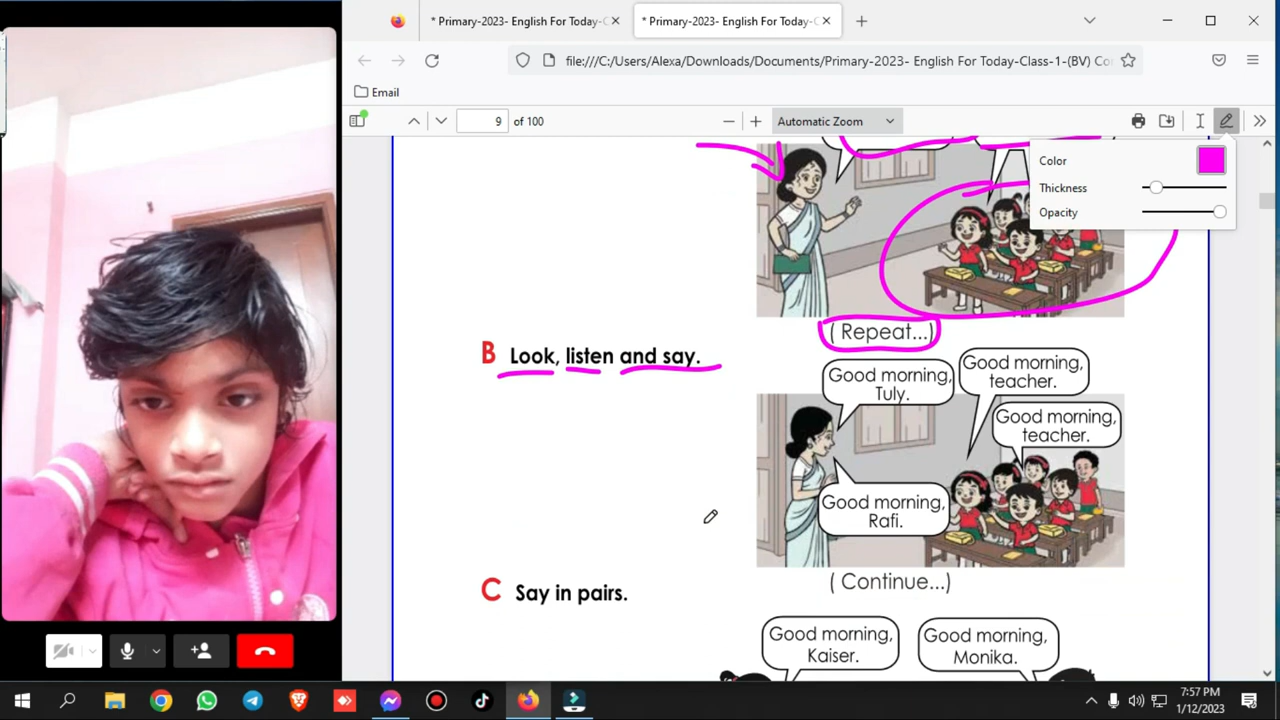 * Primary-2023- English For Today-C
* Primary-2023- English For Today-
file:///C:/Users/Alexa/Downloads/Documents/Primary-2023- English For Today-Class-1-(BV) Co
Email
9 of 100
Automatic Zoom
Color
Thickness
Opacity
( Repeat...)
B Look, listen and say.
Good morning,
Tuly.
Good morning,
teacher.
Good morning,
teacher.
Good morning,
Rafi.
( Continue...)
C Say in pairs.
Good morning,
Kaiser.
Good morning,
Monika.
7:57 PM
1/12/2023